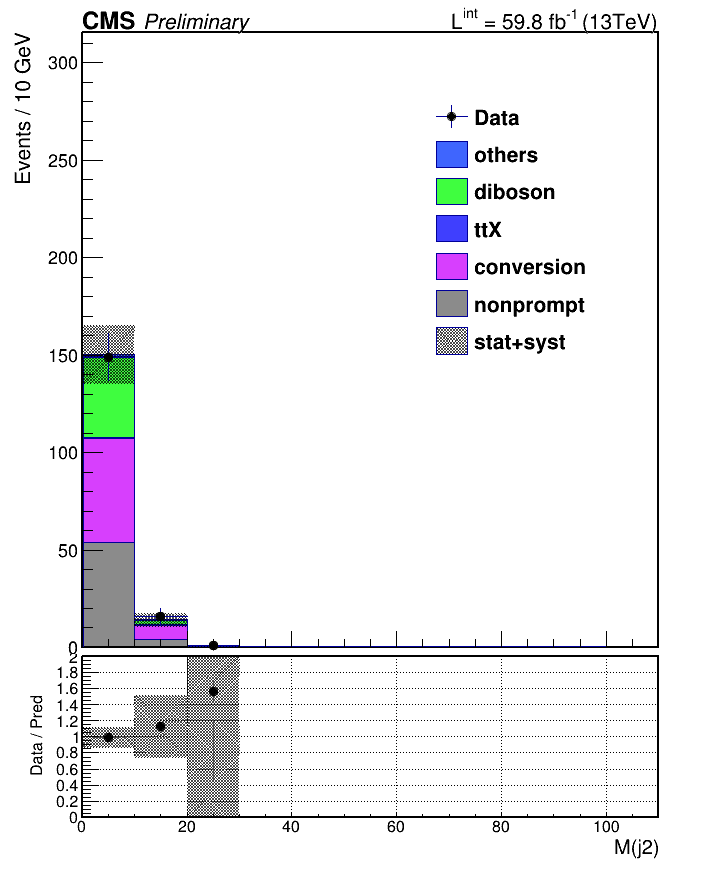 CMS Preliminary
L^int = 59.8 fb^-1 (13TeV)
Events / 10 GeV
300
250
200
150
100
50
0
Data
others
diboson
ttX
conversion
nonprompt
stat+syst
Data / Pred
2
1.8
1.6
1.4
1.2
1
0.8
0.6
0.4
0.2
0
0 20 40 60 80 100
M(j2)